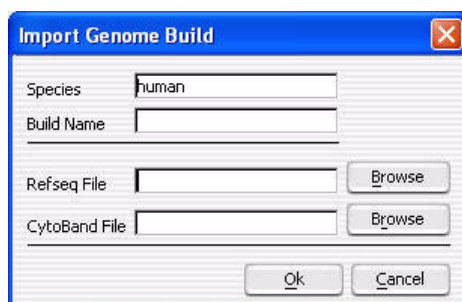 Import Genome Build
Species human
Build Name
Refseq File Browse
CytoBand File Browse
Ok Cancel